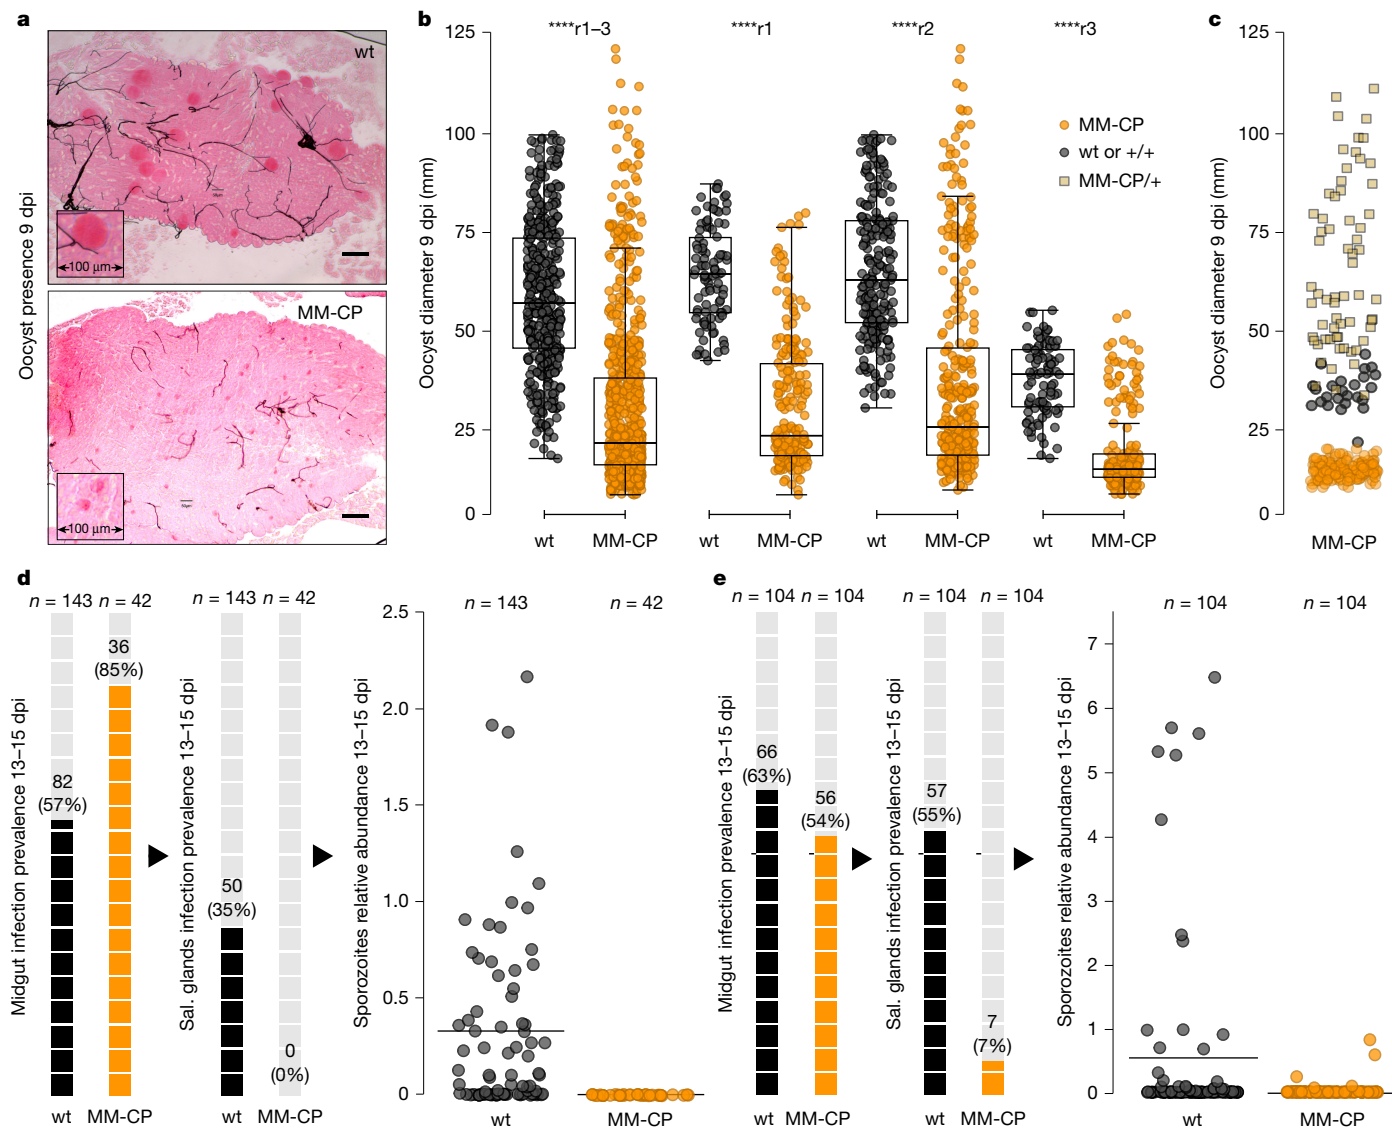 a
wt
Oocyst presence 9 dpi
100 µm
MM-CP
100 µm
b
****r1–3
****r1
****r2
****r3
Oocyst diameter 9 dpi (mm)
125
100
75
50
25
0
MM-CP
wt or +/+
MM-CP/+
wt
MM-CP
wt
MM-CP
wt
MM-CP
wt
MM-CP
c
Oocyst diameter 9 dpi (mm)
125
100
75
50
25
0
MM-CP
d
n = 143
n = 42
Midgut infection prevalence 13–15 dpi
82
(57%)
36
(85%)
wt
MM-CP
n = 143
n = 42
Sal. glands infection prevalence 13–15 dpi
50
(35%)
0
(0%)
wt
MM-CP
n = 143
n = 42
Sporozoites relative abundance 13–15 dpi
2.5
2.0
1.5
1.0
0.5
0
wt
MM-CP
e
n = 104
n = 104
Midgut infection prevalence 13–15 dpi
66
(63%)
56
(54%)
wt
MM-CP
n = 104
n = 104
Sal. glands infection prevalence 13–15 dpi
57
(55%)
7
(7%)
wt
MM-CP
n = 104
n = 104
Sporozoites relative abundance 13–15 dpi
7
6
5
4
3
2
1
0
wt
MM-CP